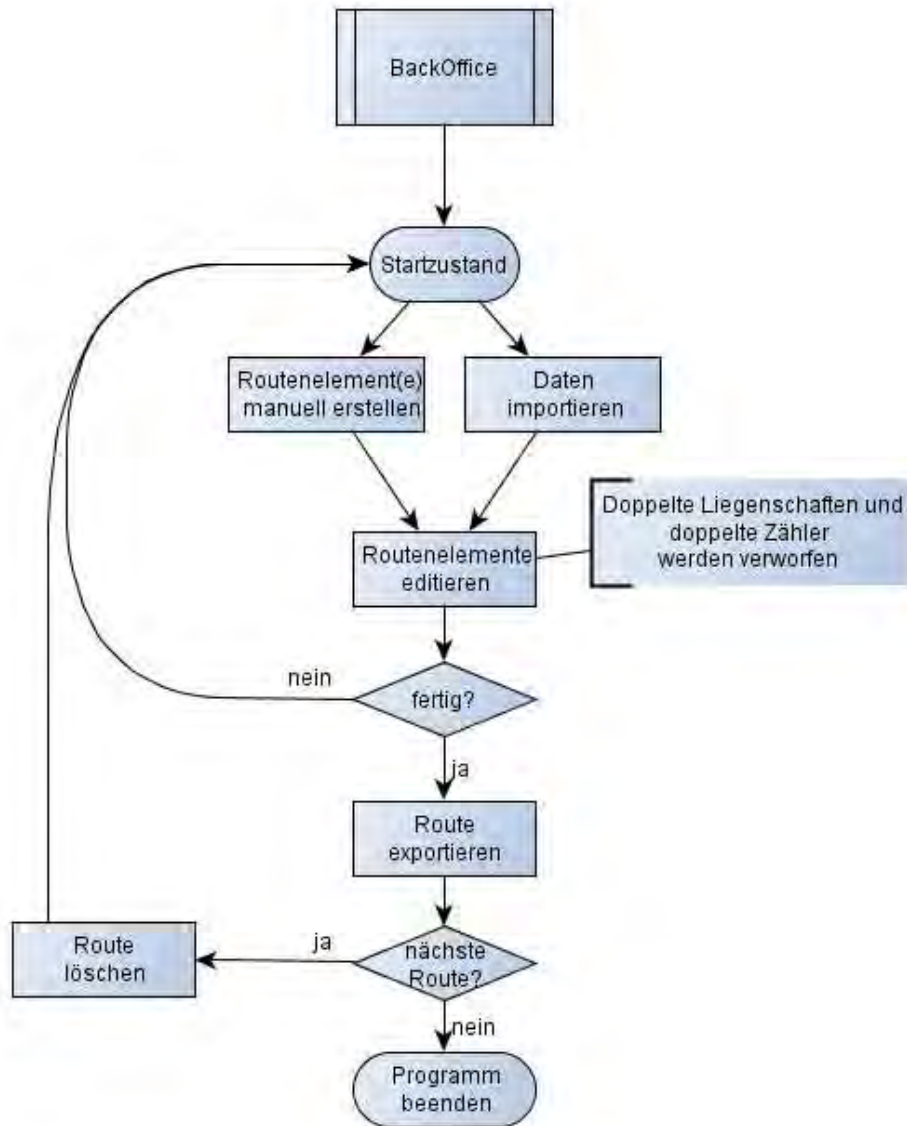 BackOffice
Startzustand
Routenelement(e)
manuell erstellen
Daten
importieren
Doppelte Liegenschaften und
doppelte Zähler
werden verworfen
Routenelemente
editieren
nein
fertig?
ja
Route
exportieren
Route
löschen
ja
nächste
Route?
nein
Programm
beenden